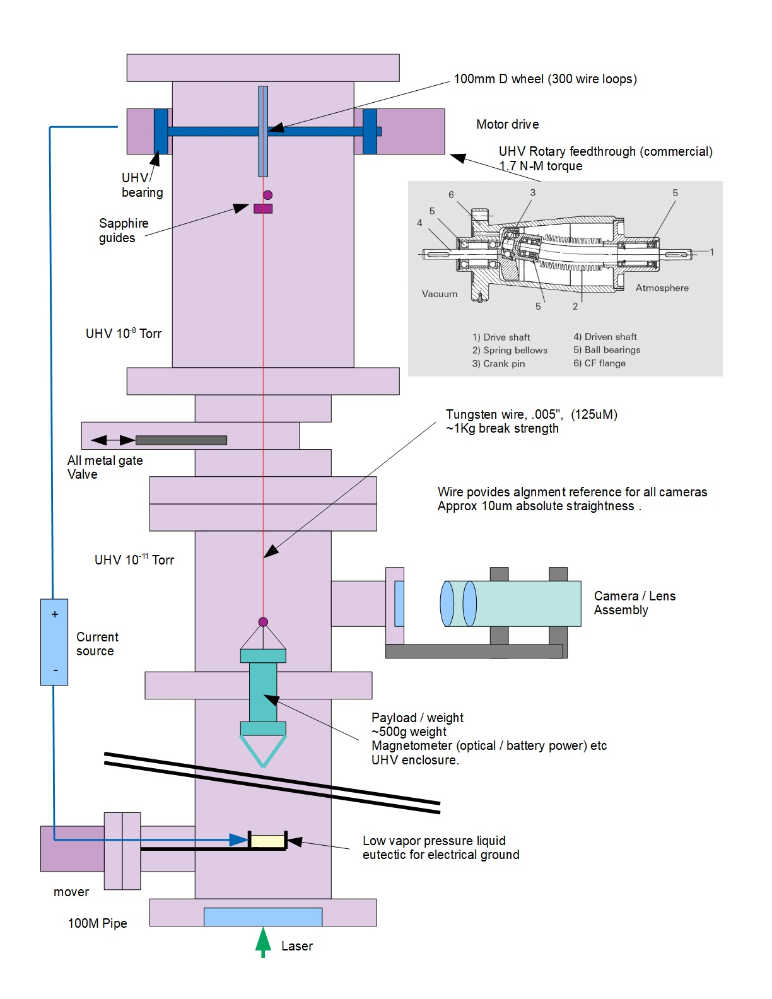 100mm D wheel (300 wire loops)
Motor drive
UHV Rotary feedthrough (commercial)
1.7 N-M torque
UHV
bearing
Sapphire
guides
6
3
5
5
4
1
Vacuum
Atmosphere
5
2
1) Drive shaft
2) Spring bellows
3) Crank pin
4) Driven shaft
5) Ball bearings
6) CF flange
UHV 10-8 Torr
Tungsten wire, .005", (125uM)
~1Kg break strength
All metal gate
Valve
Wire povides algnment reference for all cameras
Approx 10um absolute straightness .
UHV 10-11 Torr
Camera / Lens
Assembly
+
Current
source
-
Payload / weight
~500g weight
Magnetometer (optical / battery power) etc
UHV enclosure.
Low vapor pressure liquid
eutectic for electrical ground
mover
100M Pipe
Laser